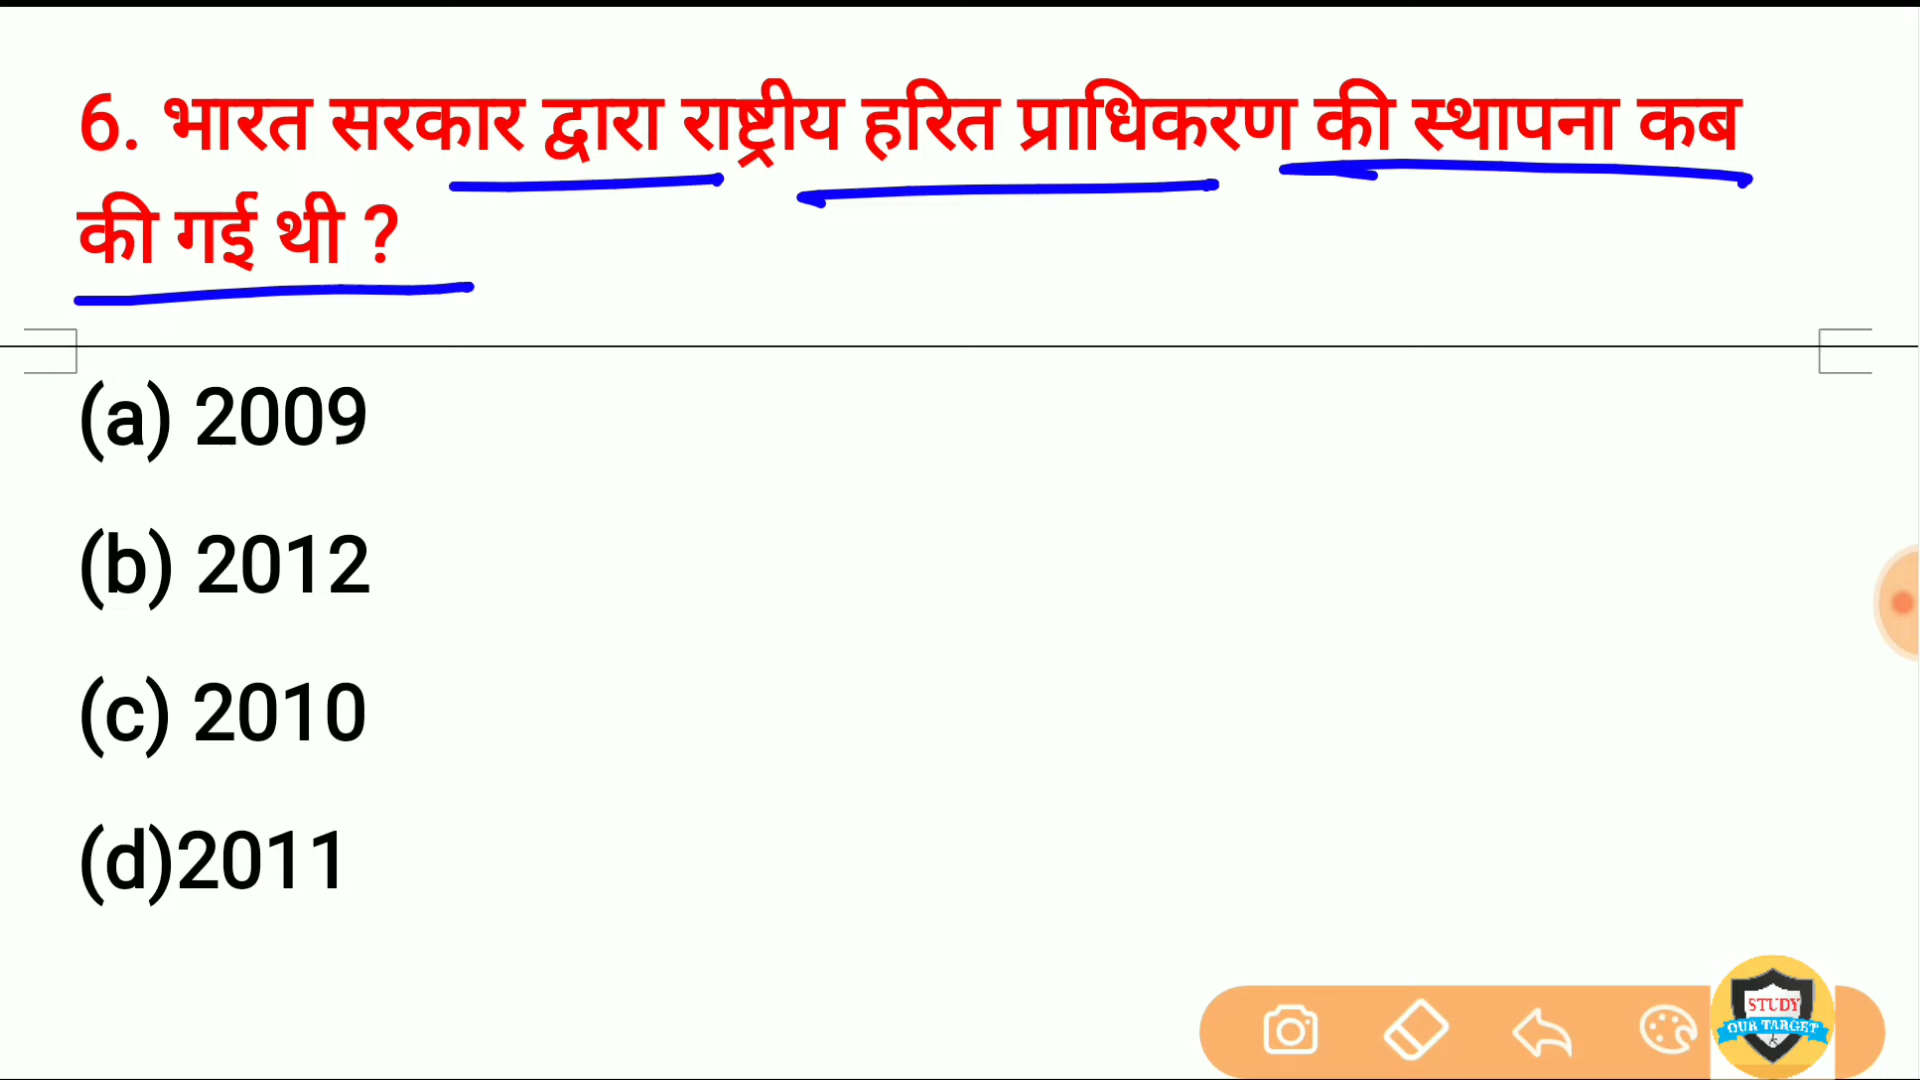 6. भारत सरकार द्वारा राष्ट्रीय हरित प्राधिकरण की स्थापना कब
की गई थी ?
(a) 2009
(b) 2012
(c) 2010
(d)2011
STUDY
OUR TARGET